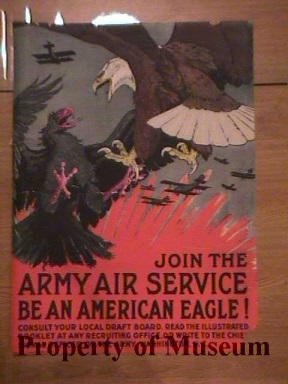 JOIN THE
ARMY AIR SERVICE
BE AN AMERICAN EAGLE!
CONSULT YOUR LOCAL DRAFT BOARD. READ THE ILLUSTRATED
BOOKLET AT ANY RECRUITING OFFICE, OR WRITE TO THE CHIE
Property of Museum